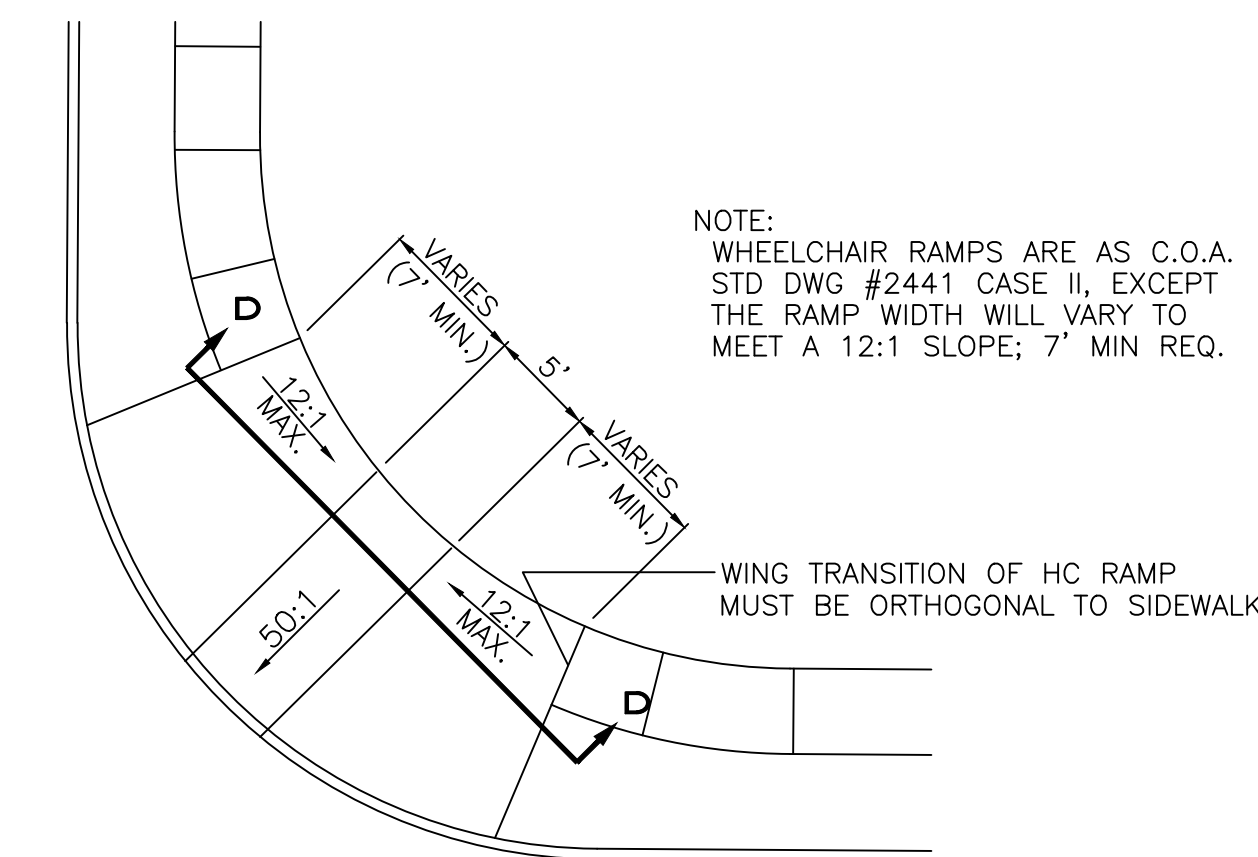 NOTE:
WHEELCHAIR RAMPS ARE AS C.O.A.
STD DWG #2441 CASE II, EXCEPT
THE RAMP WIDTH WILL VARY TO
MEET A 12:1 SLOPE; 7' MIN REQ.
VARIES
(7' MIN.)
5'
VARIES
(7' MIN.)
D
12:1
MAX.
WING TRANSITION OF HC RAMP
MUST BE ORTHOGONAL TO SIDEWALK
50:1
12:1
MAX.
D